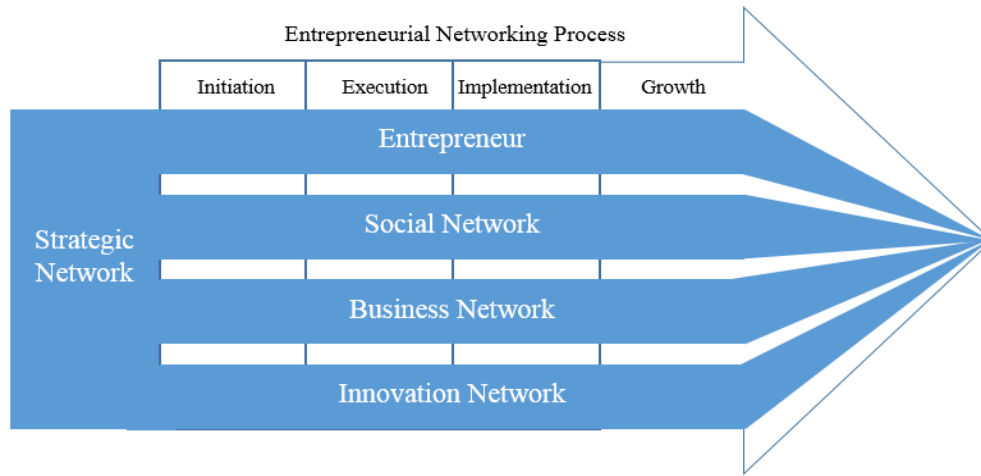 Entrepreneurial Networking Process
Initiation Execution Implementation Growth
Entrepreneur
Social Network
Strategic
Network
Business Network
Innovation Network